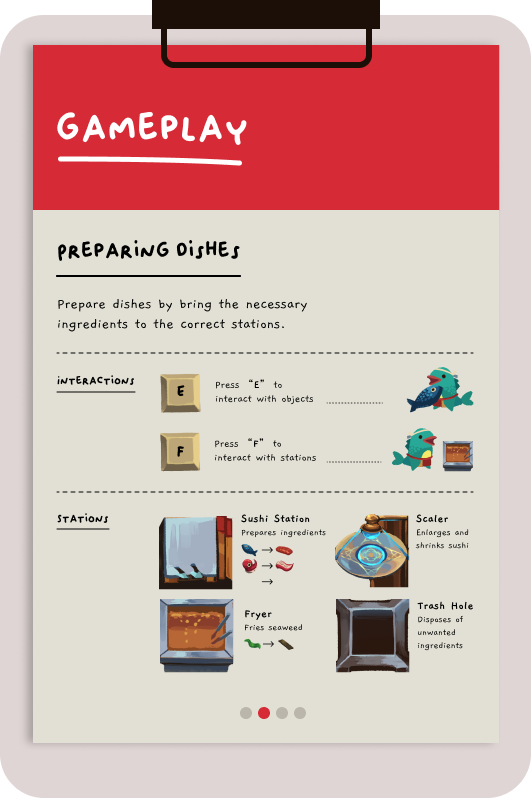 GAMEPLAY
PREPARING DISHES
Prepare dishes by bring the necessary
ingredients to the correct stations.
INTERACTIONS
E
Press “E” to
interact with objects
F
Press “F” to
interact with stations
STATIONS
Sushi Station
Prepares ingredients
→
→
→
Scaler
Enlarges and
shrinks sushi
Fryer
Fries seaweed
→
Trash Hole
Disposes of
unwanted
ingredients